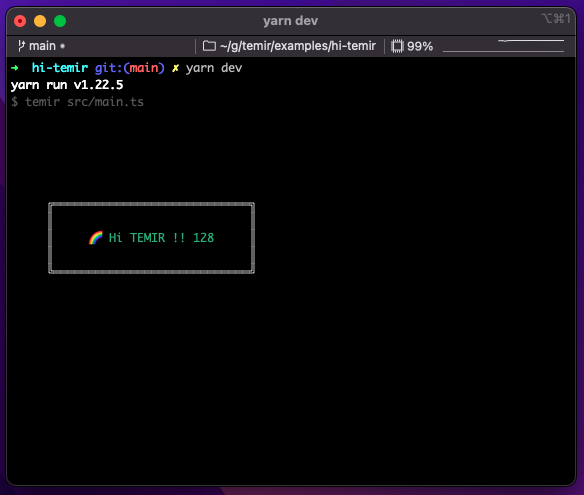 yarn dev
⌥⌘1
main
~/g/temir/examples/hi-temir
99%
➜ hi-temir git:(main) ✗ yarn dev
yarn run v1.22.5
$ temir src/main.ts
🌈 Hi TEMIR !! 128